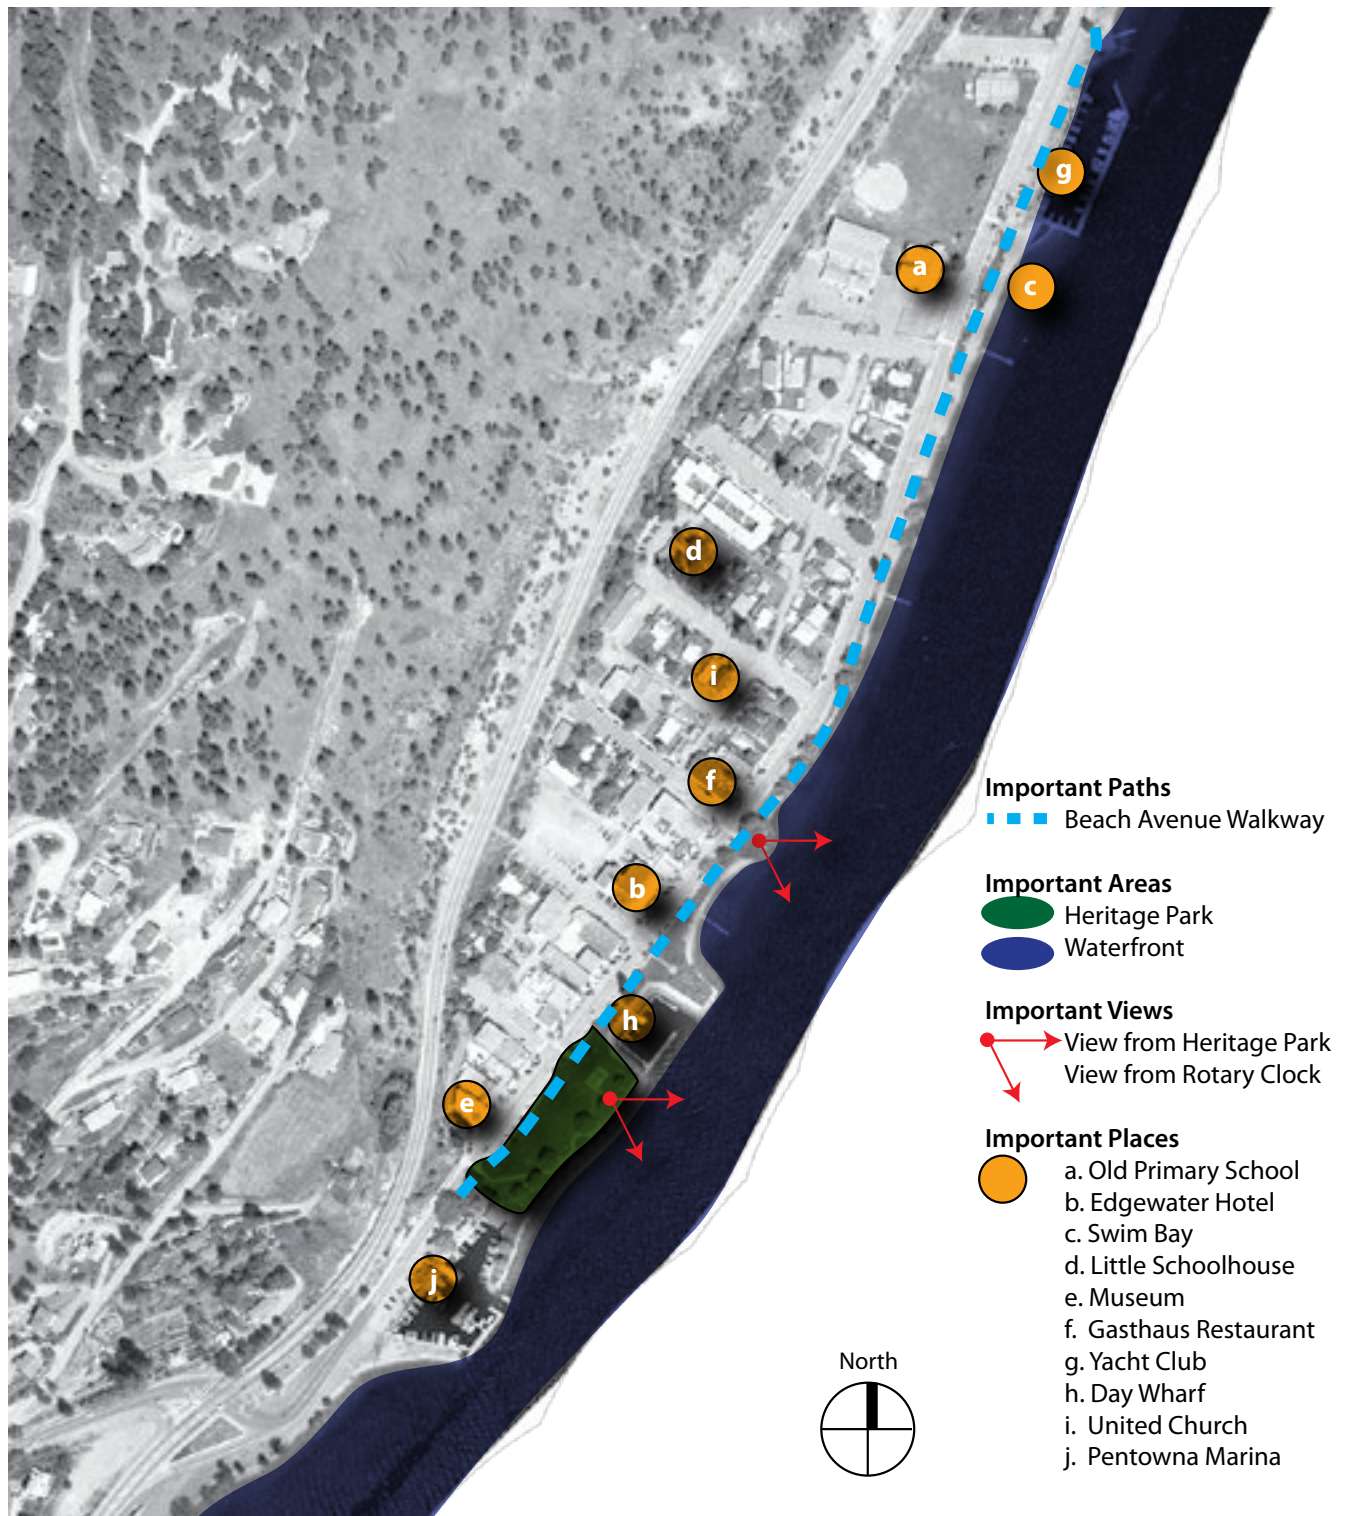 g
a
c
d
i
f
b
h
e
j
Important Paths
Beach Avenue Walkway
Important Areas
Heritage Park
Waterfront
Important Views
View from Heritage Park
View from Rotary Clock
Important Places
a. Old Primary School
b. Edgewater Hotel
c. Swim Bay
d. Little Schoolhouse
e. Museum
f. Gasthaus Restaurant
g. Yacht Club
h. Day Wharf
i. United Church
j. Pentowna Marina
North